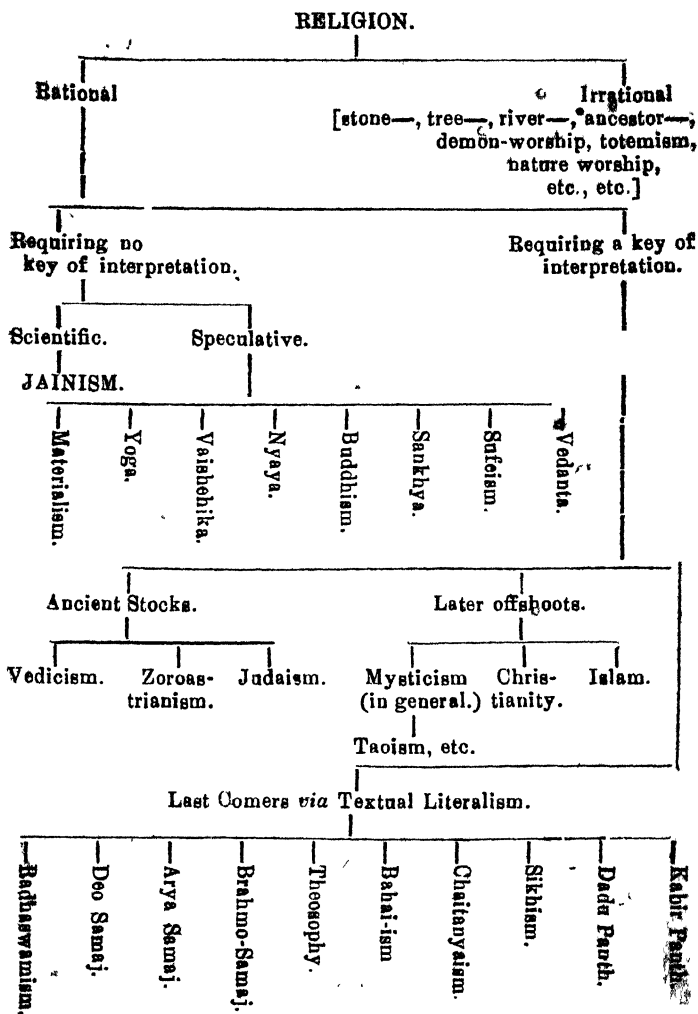 RELIGION.
Rational
Irrational
[stone—, tree—, river—, ancestor—,
demon-worship, totemism,
nature worship,
etc., etc.]
Requiring no
key of interpretation.
Requiring a key of
interpretation.
Scientific.
Speculative.
JAINISM.
Materialism.
Yoga.
Vaishehika.
Nyaya.
Buddhism.
Sankhya.
Sufeism.
Vedanta.
Ancient Stocks.
Later offshoots.
Vedicism.
Zoroas-
trianism.
Judaism.
Mysticism
(in general.)
Chris-
tianity.
Islam.
Taoism, etc.
Last Comers via Textual Literalism.
Radhaswamism.
Deo Samaj.
Arya Samaj.
Brahmo-Samaj.
Theosophy.
Bahai-ism
Chaitanyaism.
Sikhism.
Dadu Panth.
Kabir Panth.